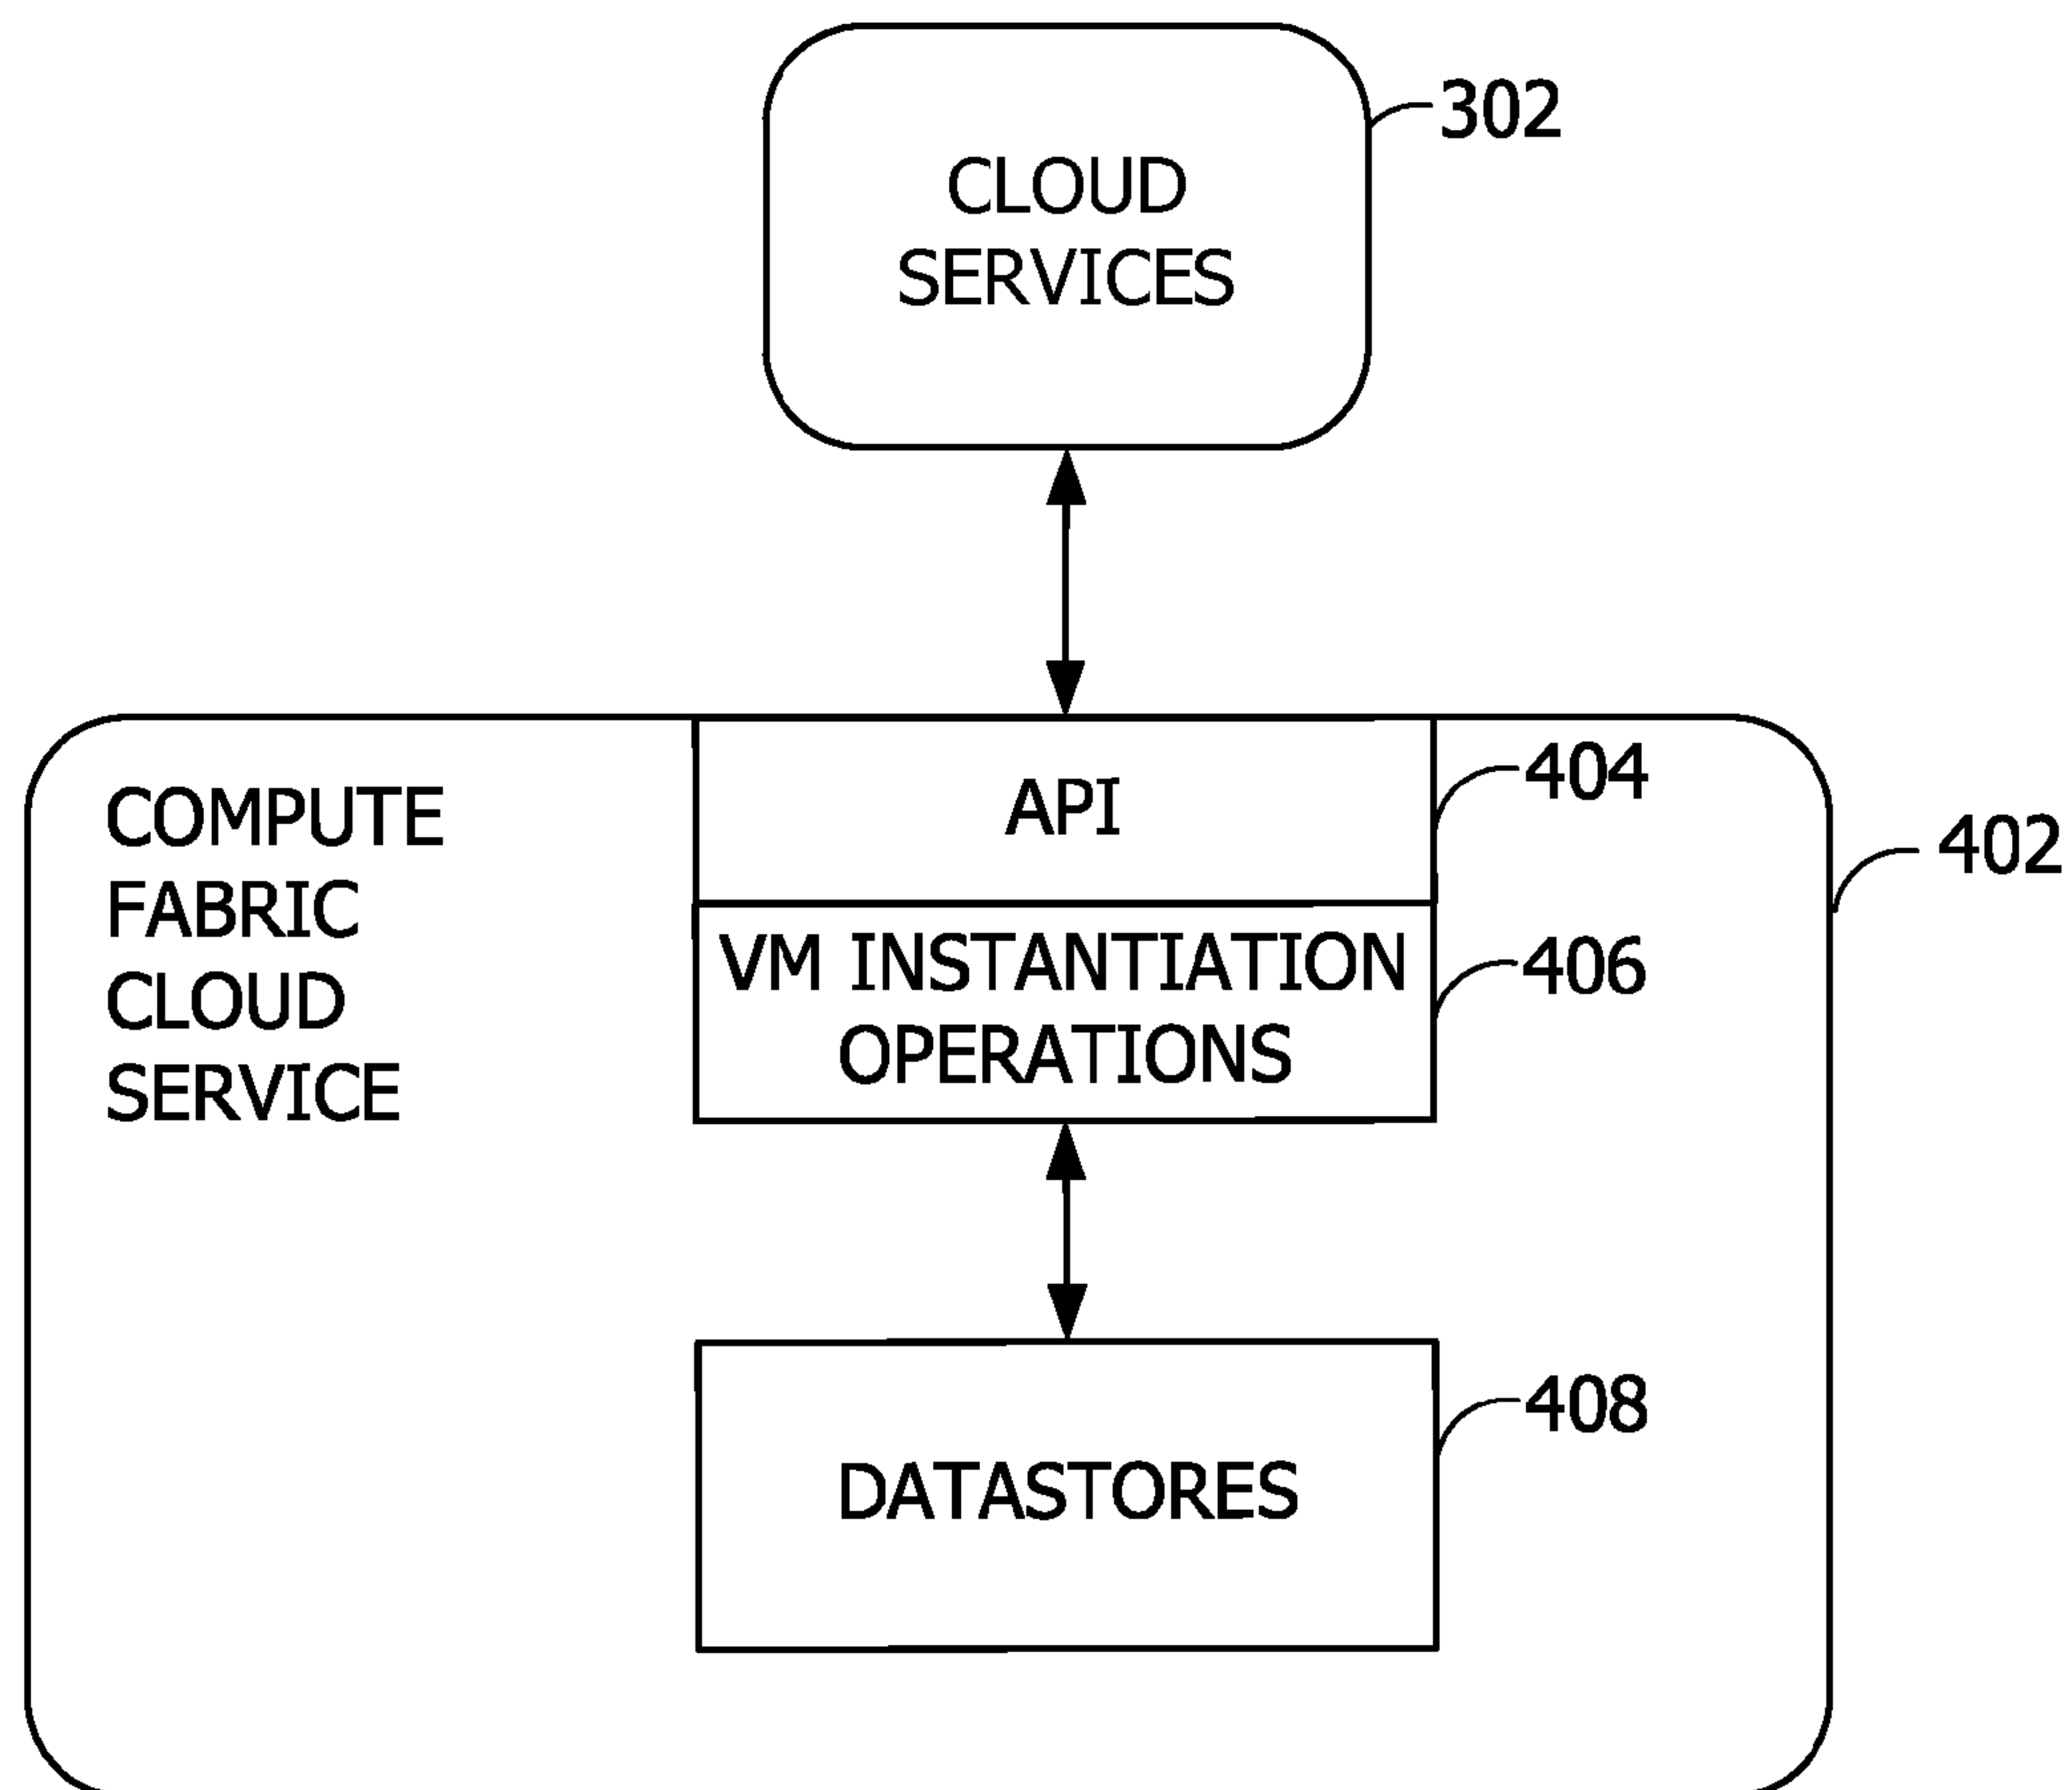 CLOUD
SERVICES
302
API
404
COMPUTE
FABRIC
CLOUD
SERVICE
402
VM INSTANTIATION
OPERATIONS
406
DATASTORES
408